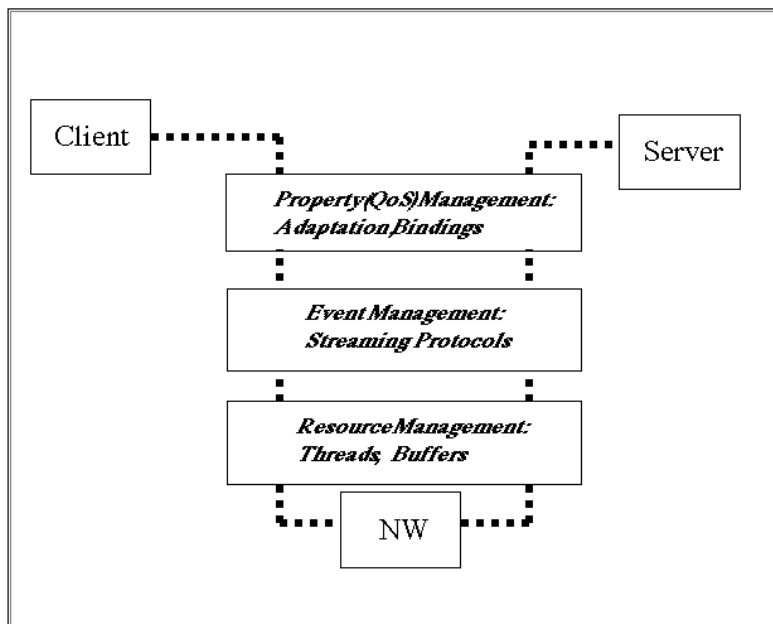 Client
Server
Property(QoS)Management:
Adaptation,Bindings
Event Management:
Streaming Protocols
Resource Management:
Threads, Buffers
NW